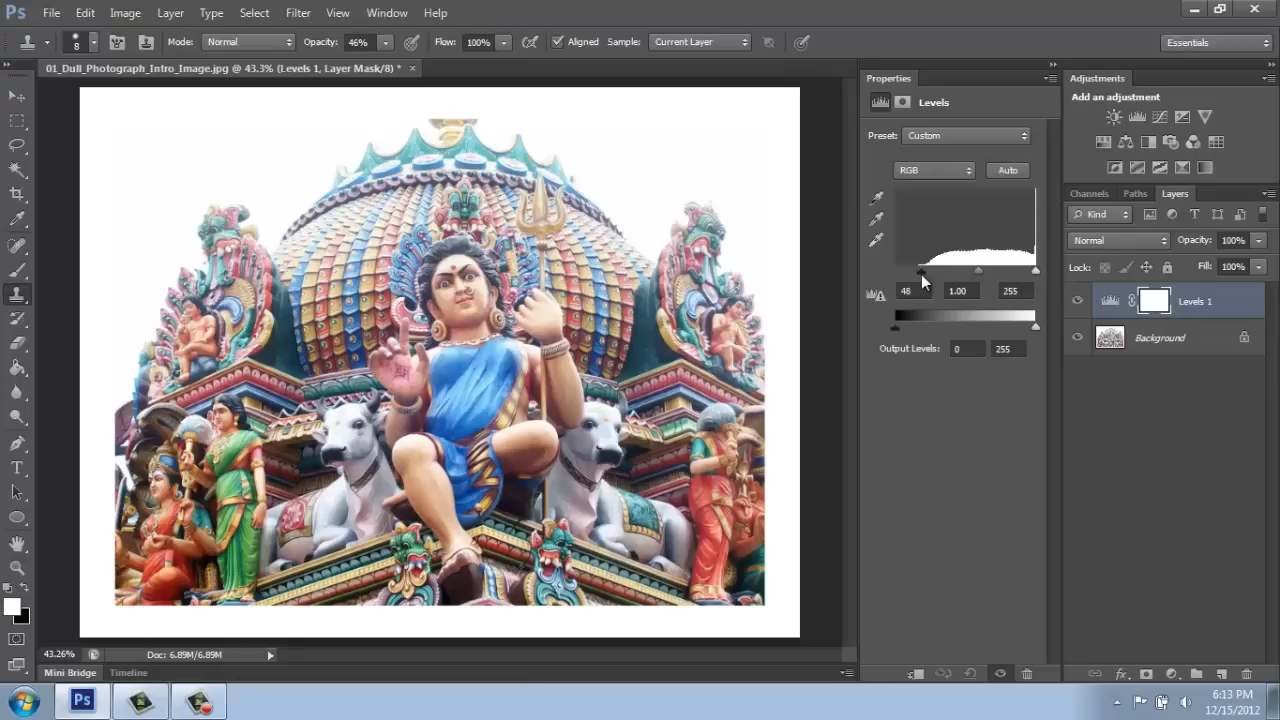 Ps File Edit Image Layer Type Select Filter View Window Help
8 Mode: Normal Opacity: 46% Flow: 100% Aligned Sample: Current Layer Essentials
01_Dull_Photograph_Intro_Image.jpg @ 43.3% (Levels 1, Layer Mask/8) *
Properties
Levels
Preset: Custom
RGB Auto
48 1.00 255
Output Levels: 0 255
Adjustments
Add an adjustment
Channels Paths Layers
Kind
Normal Opacity: 100%
Lock: Fill: 100%
Levels 1
Background
43.26% Doc: 6.89M/6.89M
Mini Bridge Timeline
Ps
6:13 PM
12/15/2012